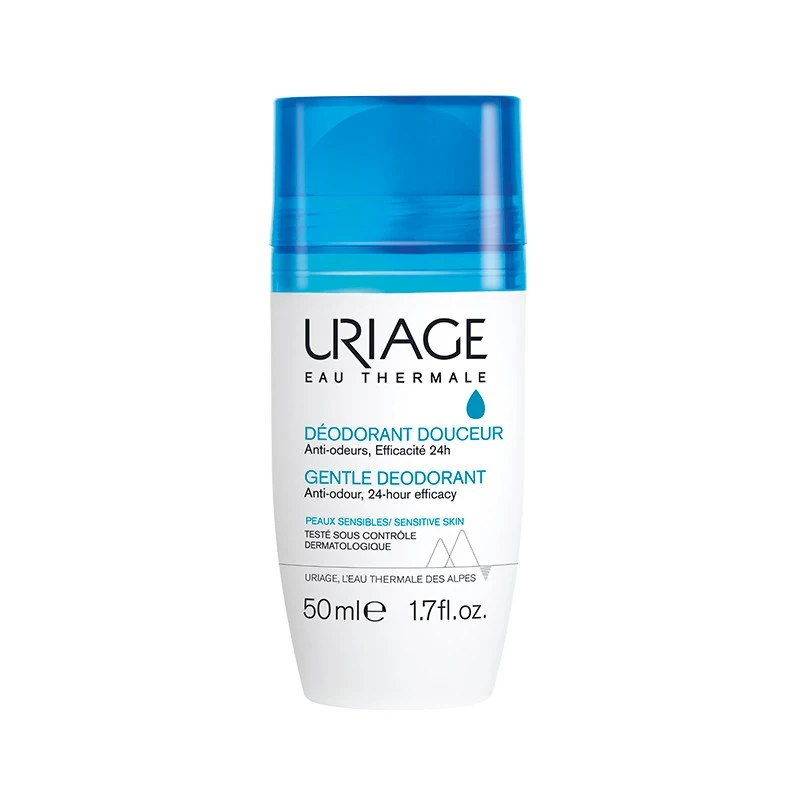 URIAGE
EAU THERMALE
DÉODORANT DOUCEUR
Anti-odeurs, Efficacité 24h
GENTLE DEODORANT
Anti-odour, 24-hour efficacy
PEAUX SENSIBLES/ SENSITIVE SKIN
TESTÉ SOUS CONTRÔLE
DERMATOLOGIQUE
URIAGE, L'EAU THERMALE DES ALPES
50 ml e 1.7fl.oz.